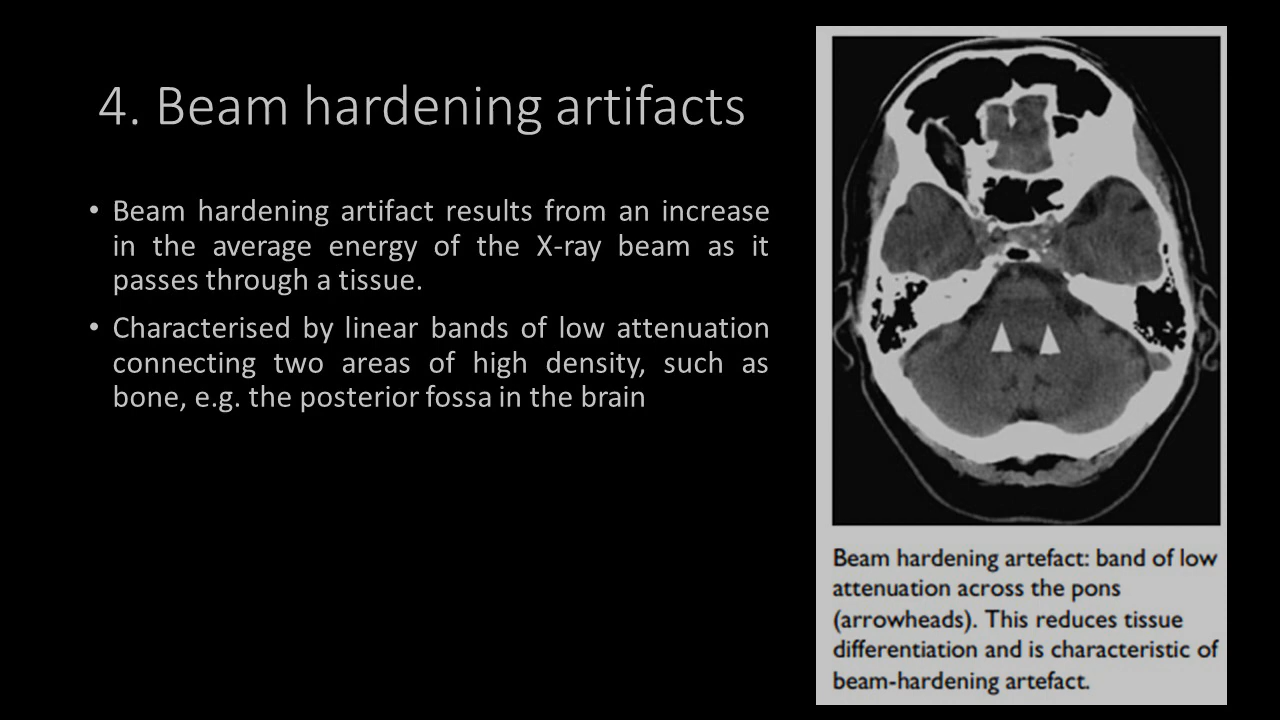 4. Beam hardening artifacts
• Beam hardening artifact results from an increase
in the average energy of the X-ray beam as it
passes through a tissue.
• Characterised by linear bands of low attenuation
connecting two areas of high density, such as
bone, e.g. the posterior fossa in the brain
Beam hardening artefact: band of low
attenuation across the pons
(arrowheads). This reduces tissue
differentiation and is characteristic of
beam-hardening artefact.